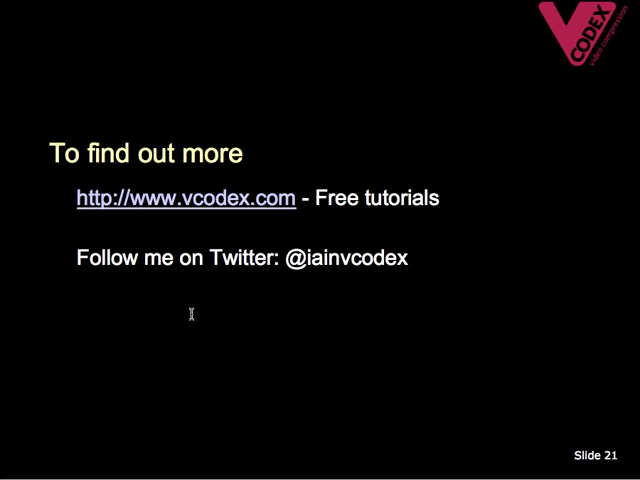 VCODEX
video compression
To find out more
http://www.vcodex.com - Free tutorials
Follow me on Twitter: @iainvcodex
Slide 21